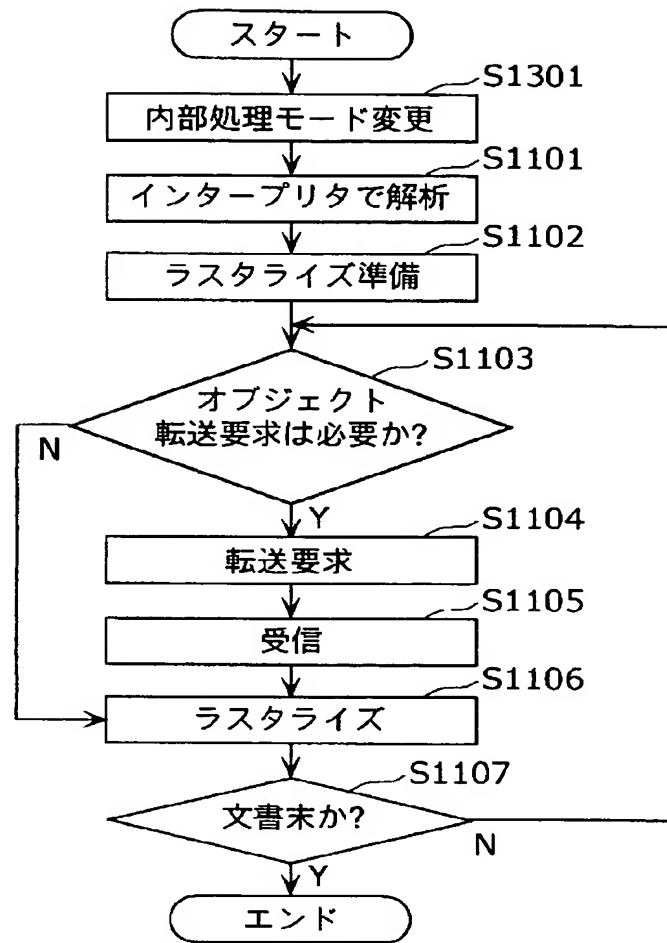 スタート
S1301
内部処理モード変更
S1101
インタープリタで解析
S1102
ラスタライズ準備
S1103
オブジェクト
転送要求は必要か?
N
Y
S1104
転送要求
S1105
受信
S1106
ラスタライズ
S1107
文書末か?
N
Y
エンド